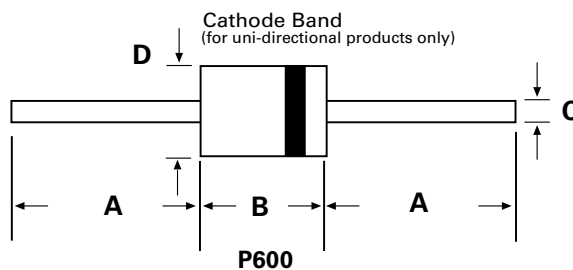 Cathode Band
(for uni-directional products only)
D
C
A
B
A
P600